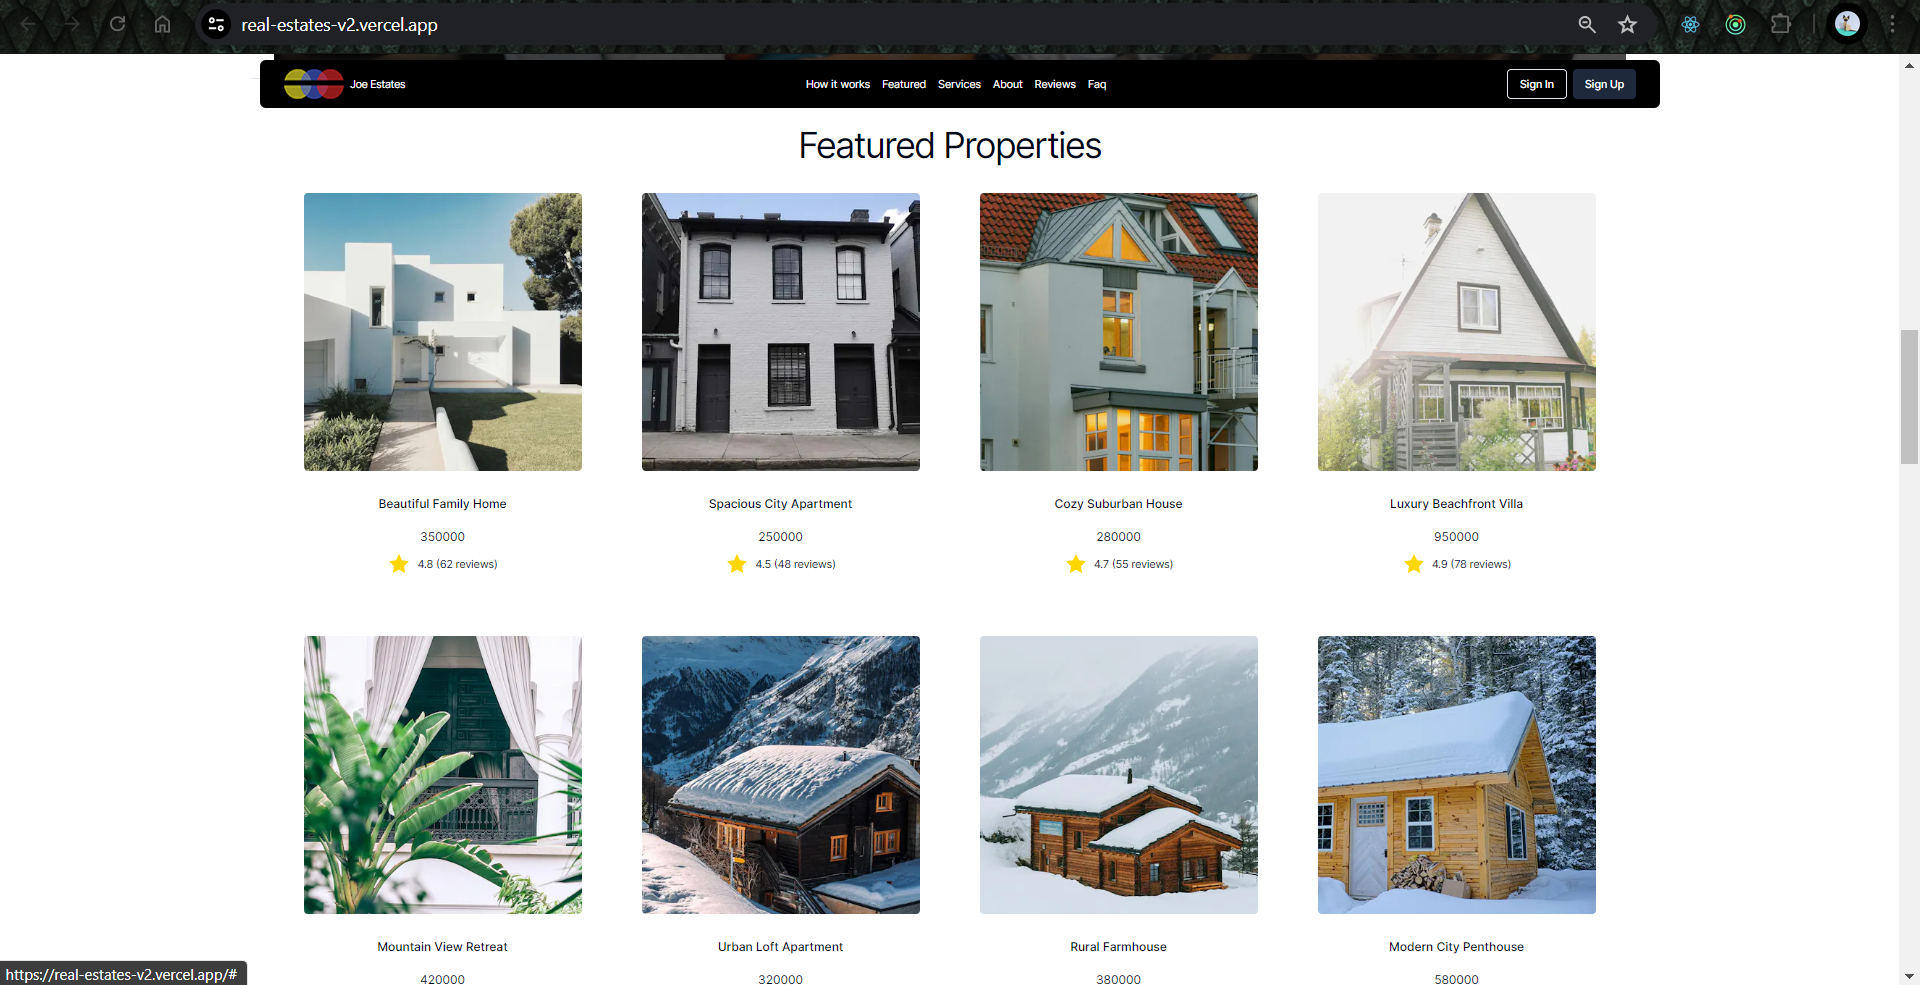 real-estates-v2.vercel.app
Joe Estates
How it works Featured Services About Reviews Faq
Sign In Sign Up
Featured Properties
Beautiful Family Home
350000
4.8 (62 reviews)
Spacious City Apartment
250000
4.5 (48 reviews)
Cozy Suburban House
280000
4.7 (55 reviews)
Luxury Beachfront Villa
950000
4.9 (78 reviews)
Mountain View Retreat
420000
Urban Loft Apartment
320000
Rural Farmhouse
380000
Modern City Penthouse
580000
https://real-estates-v2.vercel.app/#